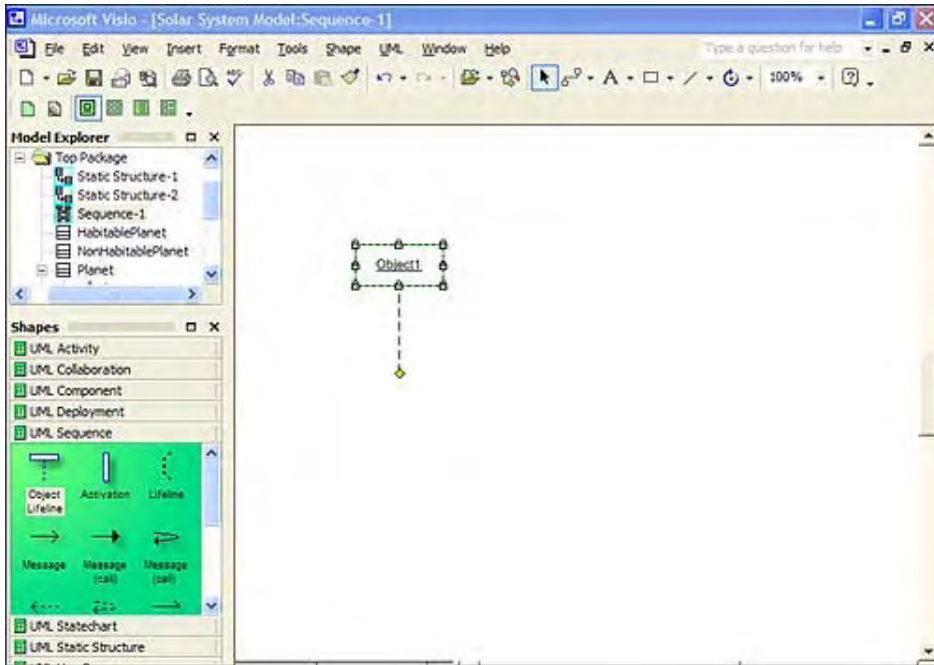 Microsoft Visio - [Solar System Model:Sequence-1]
File Edit View Insert Format Tools Shape UML Window Help Type a question for help
100%
Model Explorer
Top Package
Static Structure-1
Static Structure-2
Sequence-1
HabitablePlanet
NonHabitablePlanet
Planet
Object1
Shapes
UML Activity
UML Collaboration
UML Component
UML Deployment
UML Sequence
Object Activation Lifeline
Lifeline
Message Message Message
(call) (call)
UML Statechart
UML Static Structure